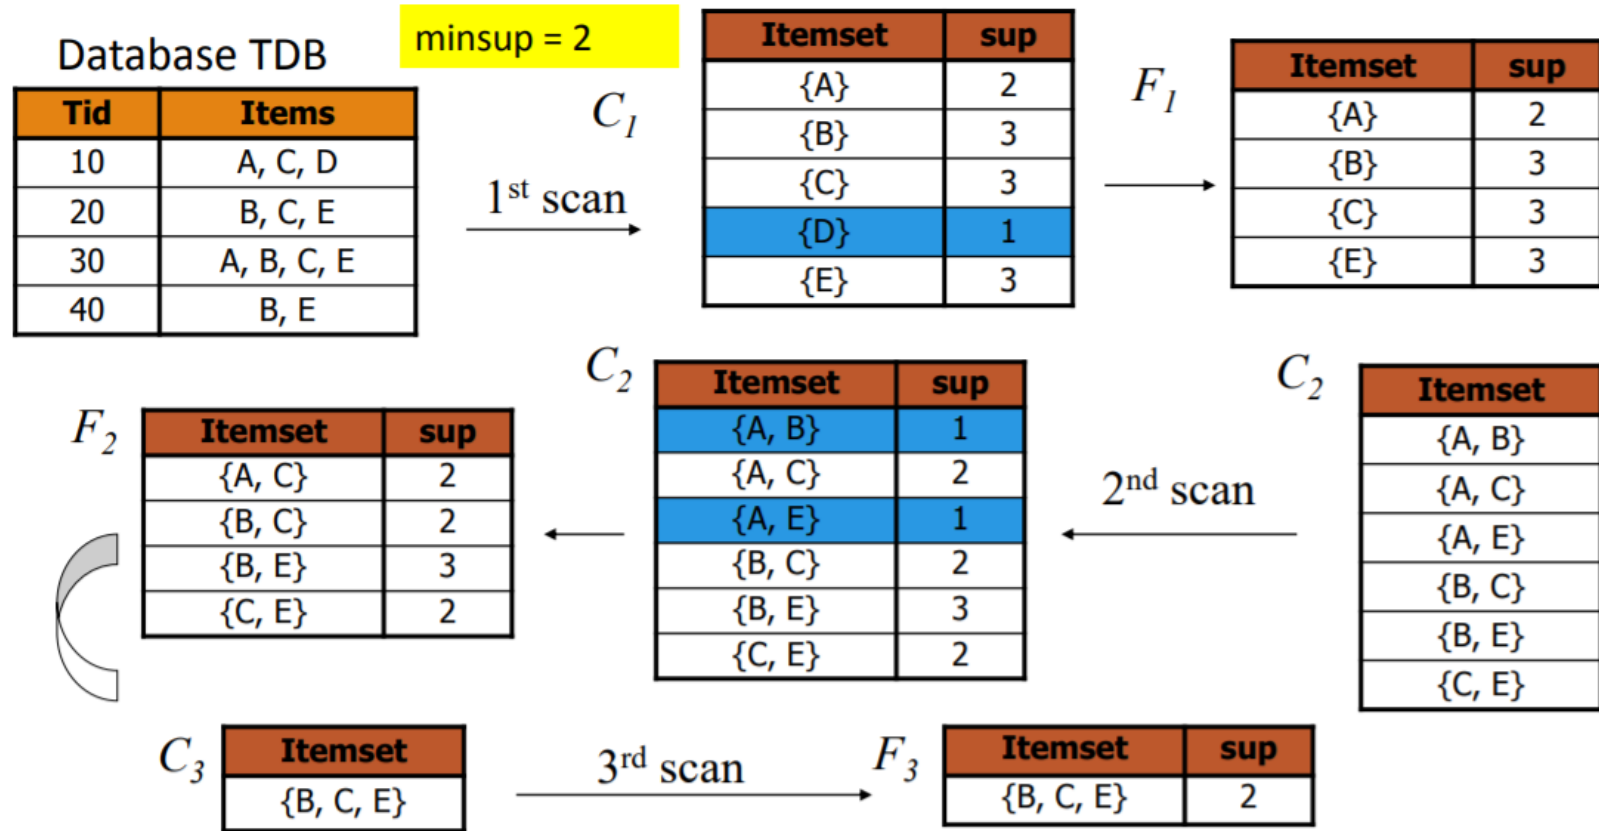 Database TDB
minsup = 2
Tid Items
10 A, C, D
20 B, C, E
30 A, B, C, E
40 B, E
1st scan
C1
Itemset sup
{A} 2
{B} 3
{C} 3
{D} 1
{E} 3
F1
Itemset sup
{A} 2
{B} 3
{C} 3
{E} 3
C2
Itemset
{A, B}
{A, C}
{A, E}
{B, C}
{B, E}
{C, E}
2nd scan
C2
Itemset sup
{A, B} 1
{A, C} 2
{A, E} 1
{B, C} 2
{B, E} 3
{C, E} 2
F2
Itemset sup
{A, C} 2
{B, C} 2
{B, E} 3
{C, E} 2
C3
Itemset
{B, C, E}
3rd scan
F3
Itemset sup
{B, C, E} 2